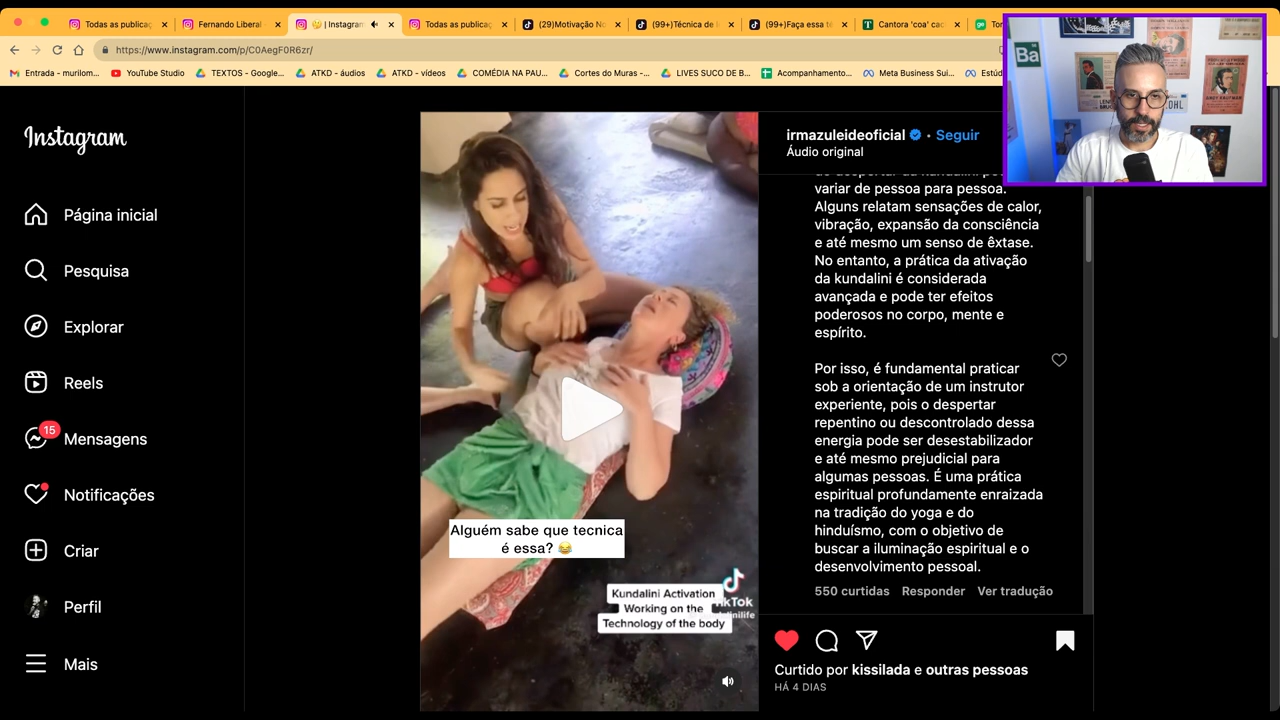 Todas as publicaç
Fernando Liberal
| Instagram
Todas as publicaç
(29)Motivação No
(99+)Técnica de
(99+)Faça essa té
Cantora 'coa' cac
https://www.instagram.com/p/C0AegF0R6zr/
Entrada - murilom...
YouTube Studio
TEXTOS - Google...
ATKD - áudios
ATKD - vídeos
COMÉDIA NA PAU...
Cortes do Muras -...
LIVES SUCO DE B...
Acompanhamento...
Meta Business Sui...
Estúd
Ba
Instagram
Página inicial
Pesquisa
Explorar
Reels
15
Mensagens
Notificações
Criar
Perfil
Mais
Alguém sabe que tecnica
é essa? 😂
Kundalini Activation
Working on the
Technology of the body
irmazuleideoficial • Seguir
Áudio original
variar de pessoa para pessoa.
Alguns relatam sensações de calor,
vibração, expansão da consciência
e até mesmo um senso de êxtase.
No entanto, a prática da ativação
da kundalini é considerada
avançada e pode ter efeitos
poderosos no corpo, mente e
espírito.
Por isso, é fundamental praticar
sob a orientação de um instrutor
experiente, pois o despertar
repentino ou descontrolado dessa
energia pode ser desestabilizador
e até mesmo prejudicial para
algumas pessoas. É uma prática
espiritual profundamente enraizada
na tradição do yoga e do
hinduísmo, com o objetivo de
buscar a iluminação espiritual e o
desenvolvimento pessoal.
550 curtidas Responder Ver tradução
Curtido por kissilada e outras pessoas
HÁ 4 DIAS